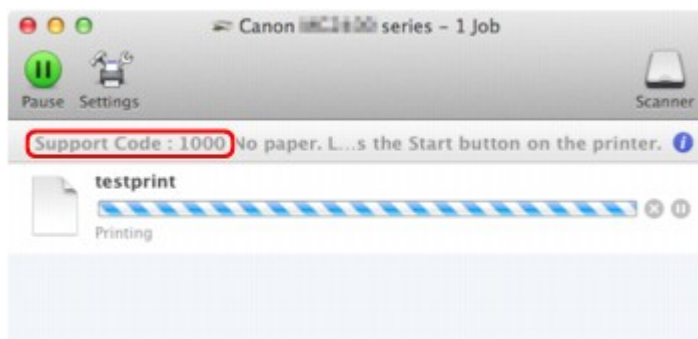 Canon series – 1 Job
Pause Settings
Scanner
Support Code : 1000 No paper. L...s the Start button on the printer.
testprint
Printing